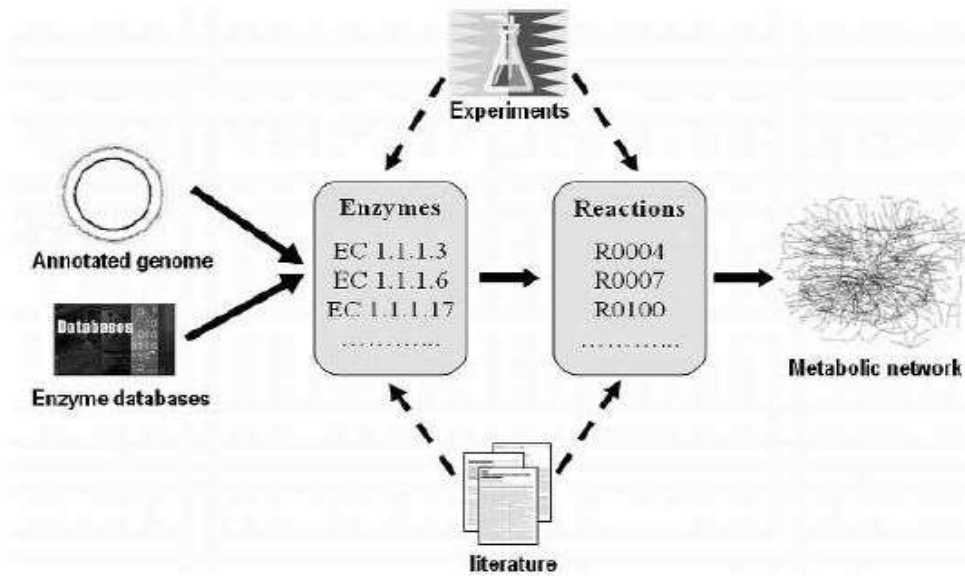 Experiments
Annotated genome
Databases
Enzyme databases
Enzymes
EC 1.1.1.3
EC 1.1.1.6
EC 1.1.1.17
............
Reactions
R0004
R0007
R0100
............
Metabolic network
literature